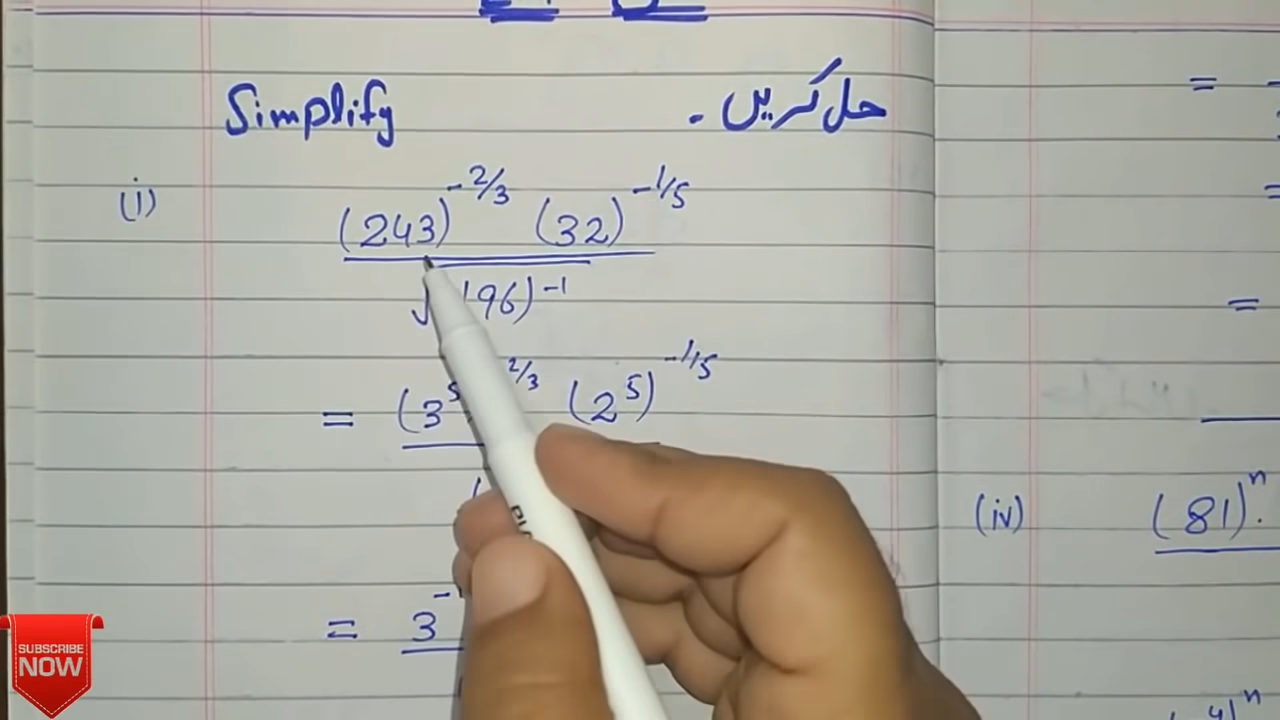 Simplify حل کریں ۔
(i) (243)^{-2/3} (32)^{-1/5}
√(196)^{-1}
= (3^5 ^{2/3} (2^5)^{-1/5}
= 3^-
=
=
=
(iv) (81)^n .
4)^n
SUBSCRIBE
NOW